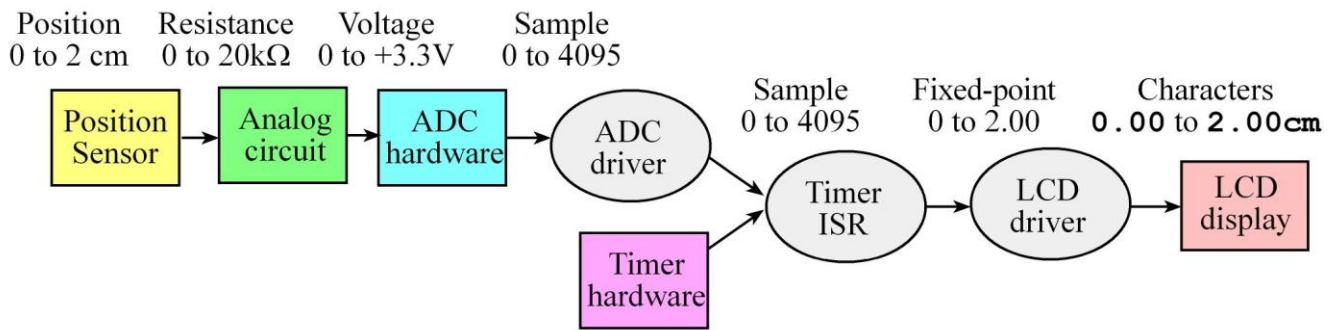 Position
0 to 2 cm
Resistance
0 to 20kΩ
Voltage
0 to +3.3V
Sample
0 to 4095
Position
Sensor
Analog
circuit
ADC
hardware
ADC
driver
Sample
0 to 4095
Fixed-point
0 to 2.00
Characters
0.00 to 2.00cm
Timer
ISR
LCD
driver
LCD
display
Timer
hardware